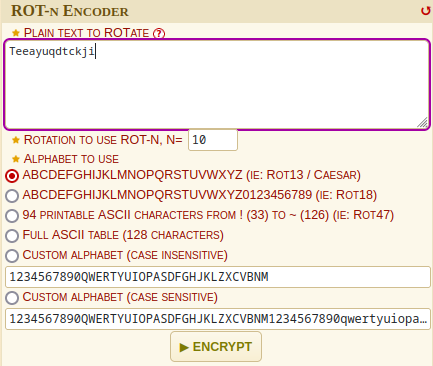 ROT-N ENCODER
★ PLAIN TEXT TO ROTATE (?)
Teeayuqdtckji
★ ROTATION TO USE ROT-N, N= 10
★ ALPHABET TO USE
ABCDEFGHIJKLMNOPQRSTUVWXYZ (IE: ROT13 / CAESAR)
ABCDEFGHIJKLMNOPQRSTUVWXYZ0123456789 (IE: ROT18)
94 PRINTABLE ASCII CHARACTERS FROM ! (33) TO ~ (126) (IE: ROT47)
FULL ASCII TABLE (128 CHARACTERS)
CUSTOM ALPHABET (CASE INSENSITIVE)
1234567890QWERTYUIOPASDFGHJKLZXCVBNM
CUSTOM ALPHABET (CASE SENSITIVE)
1234567890QWERTYUIOPASDFGHJKLZXCVBNM1234567890qwertyuiopa…
▶ ENCRYPT